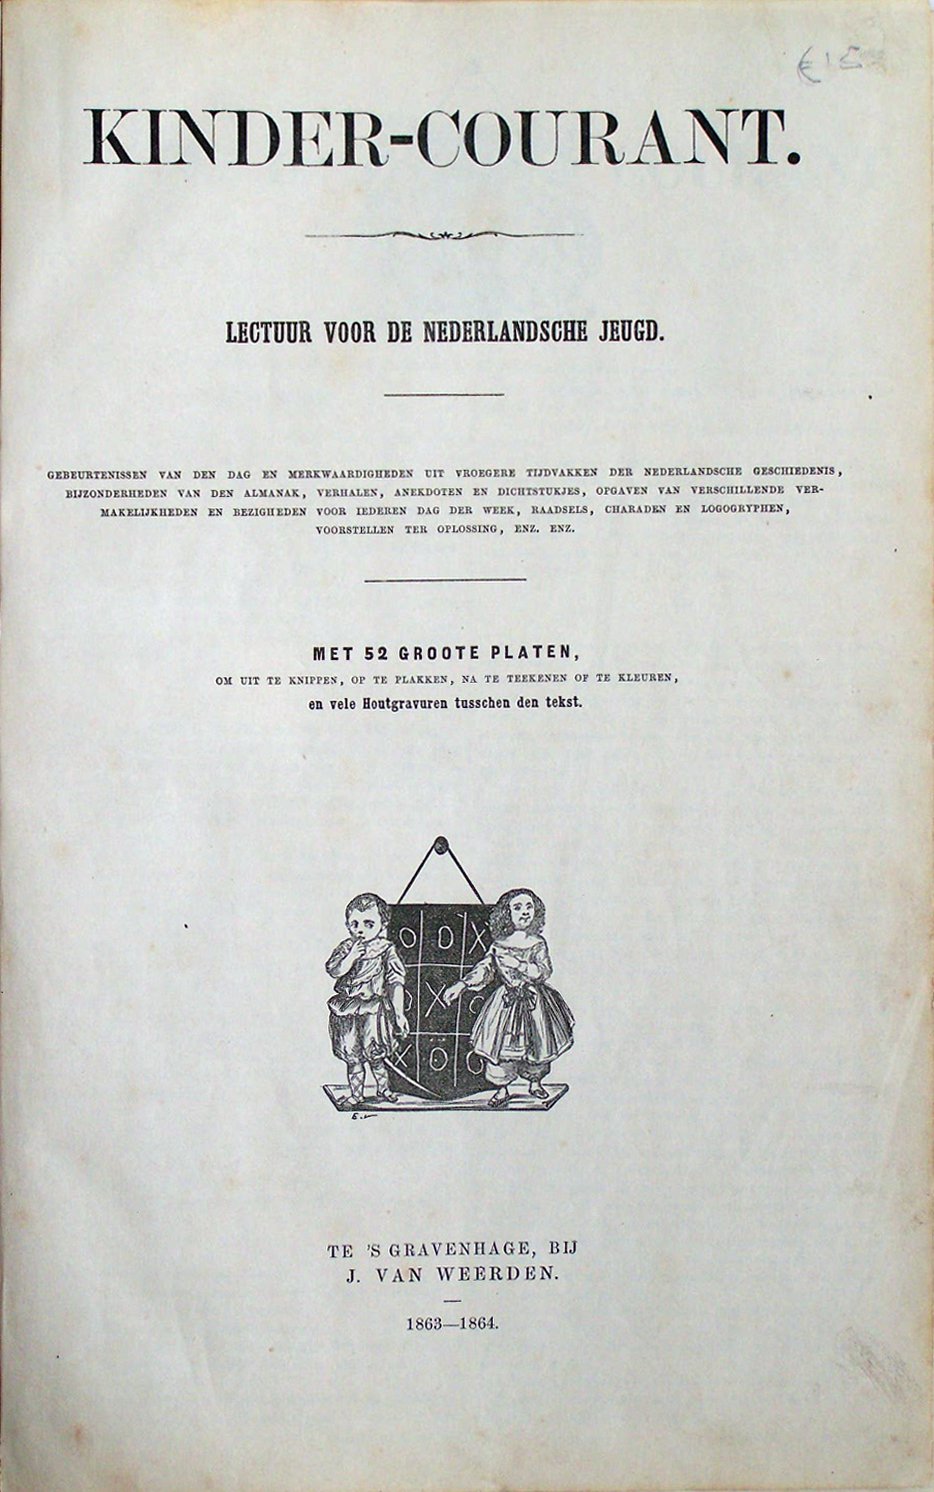 € 15
KINDER-COURANT.
LECTUUR VOOR DE NEDERLANDSCHE JEUGD.
GEBEURTENISSEN VAN DEN DAG EN MERKWAARDIGHEDEN UIT VROEGERE TIJDVAKKEN DER NEDERLANDSCHE GESCHIEDENIS,
BIJZONDERHEDEN VAN DEN ALMANAK, VERHALEN, ANEKDOTEN EN DICHTSTUKJES, OPGAVEN VAN VERSCHILLENDE VER-
MAKELIJKHEDEN EN BEZIGHEDEN VOOR IEDEREN DAG DER WEEK, RAADSELS, CHARADEN EN LOGOGRYPHEN,
VOORSTELLEN TER OPLOSSING, ENZ. ENZ.
MET 52 GROOTE PLATEN,
OM UIT TE KNIPPEN, OP TE PLAKKEN, NA TE TEEKENEN OF TE KLEUREN,
en vele Houtgravuren tusschen den tekst.
O D X
X
X O
TE 'S GRAVENHAGE, BIJ
J. VAN WEERDEN.
1863—1864.